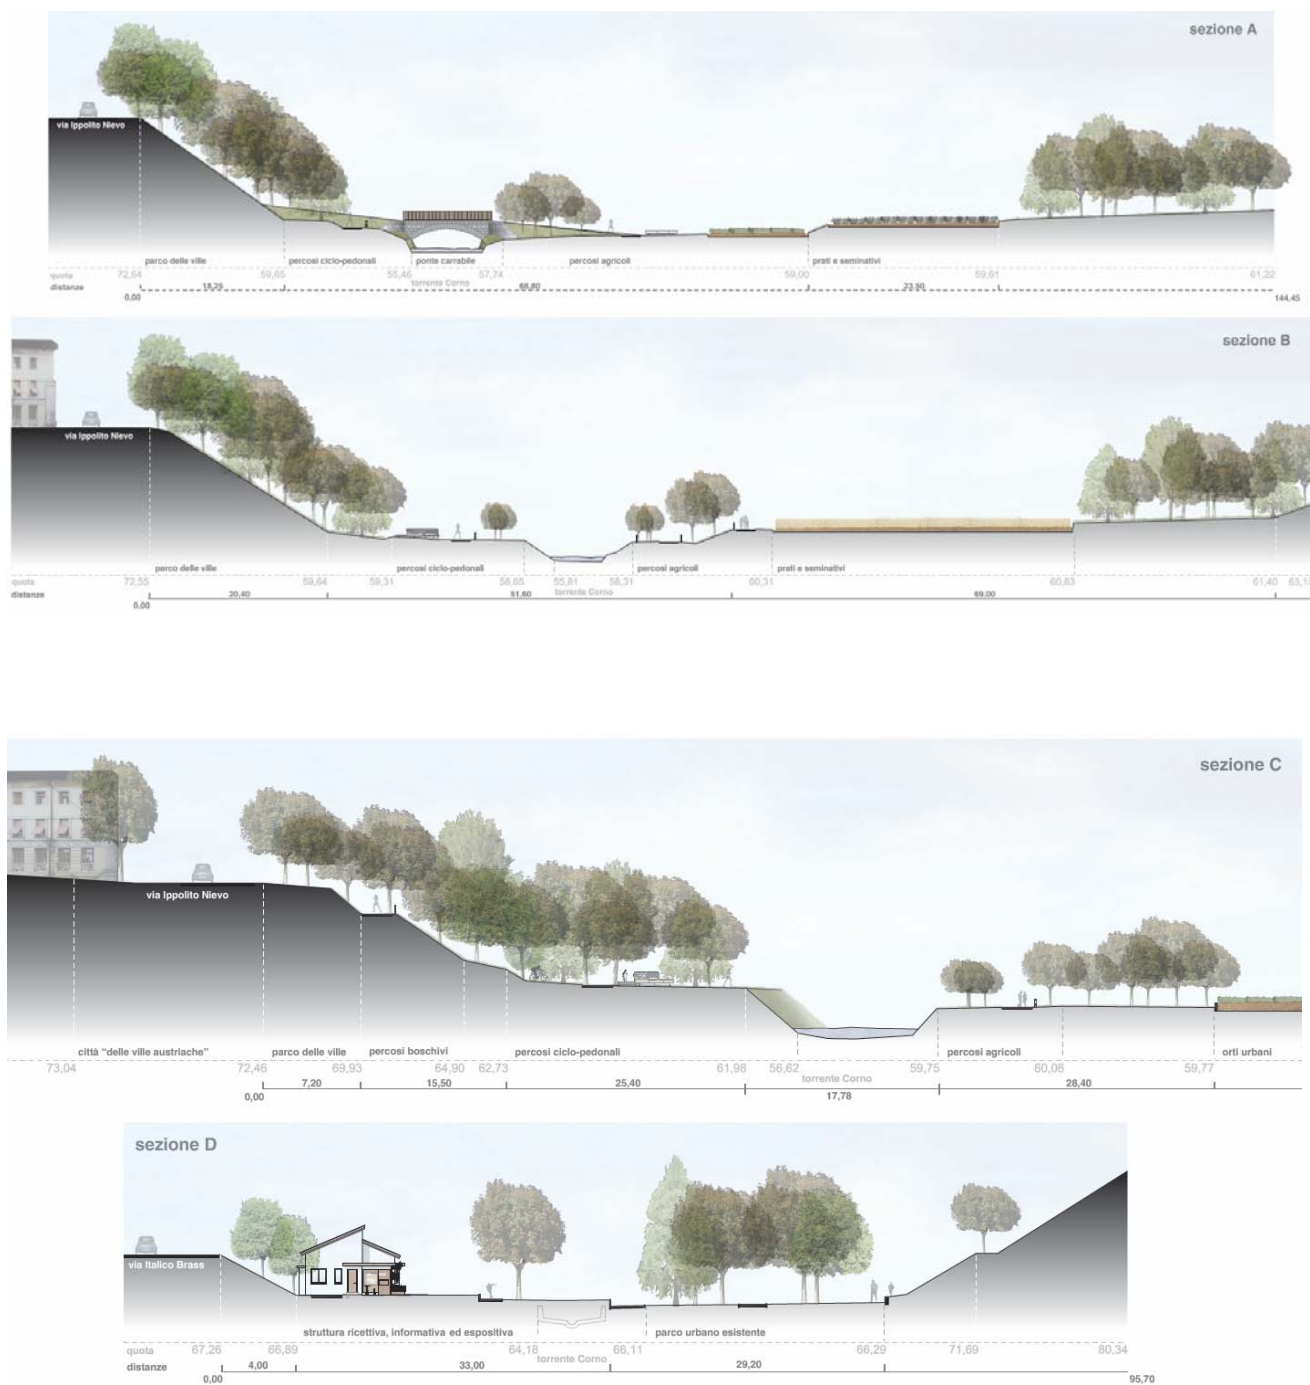 sezione A
via Ippolito Nievo
parco delle ville percosi ciclo-pedonali ponte carrabile percosi agricoli prati e seminativi
quota 72,64 59,65 55,46 torrente Corno 57,74 59,00 59,61 61,22
distanze 18,25 68,80 23,50
0,00 144,45
sezione B
via Ippolito Nievo
parco delle ville percosi ciclo-pedonali percosi agricoli prati e seminativi
quota 72,55 59,64 59,31 58,65 55,81 58,31 60,31 60,83 61,40
distanze 20,40 51,60 torrente Corno 69,00
0,00
sezione C
via Ippolito Nievo
città “delle ville austriache” parco delle ville percosi boschivi percosi ciclo-pedonali percosi agricoli orti urbani
73,04 72,46 69,93 64,90 62,73 61,98 56,62 torrente Corno 59,75 60,06 59,77
7,20 15,50 25,40 17,78 28,40
0,00
sezione D
via Italico Brass
struttura ricettiva, informativa ed espositiva parco urbano esistente
quota 67,26 66,89 64,18 66,11 66,29 71,69 80,34
torrente Corno
distanze 4,00 33,00 29,20
0,00 95,70